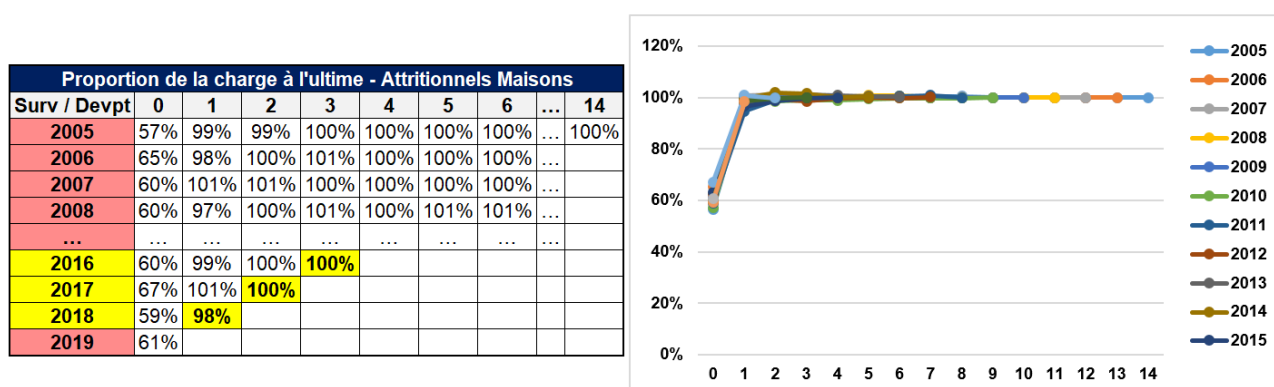 Proportion de la charge à l'ultime - Attritionnels Maisons
Surv / Devpt 0 1 2 3 4 5 6 ... 14
2005 57% 99% 99% 100% 100% 100% 100% ... 100%
2006 65% 98% 100% 101% 100% 100% 100% ...
2007 60% 101% 101% 100% 100% 100% 100% ...
2008 60% 97% 100% 101% 100% 101% 101% ...
... ... ... ... ... ... ... ... ...
2016 60% 99% 100% 100%
2017 67% 101% 100%
2018 59% 98%
2019 61%
120%
100%
80%
60%
40%
20%
0%
0 1 2 3 4 5 6 7 8 9 10 11 12 13 14
2005
2006
2007
2008
2009
2010
2011
2012
2013
2014
2015